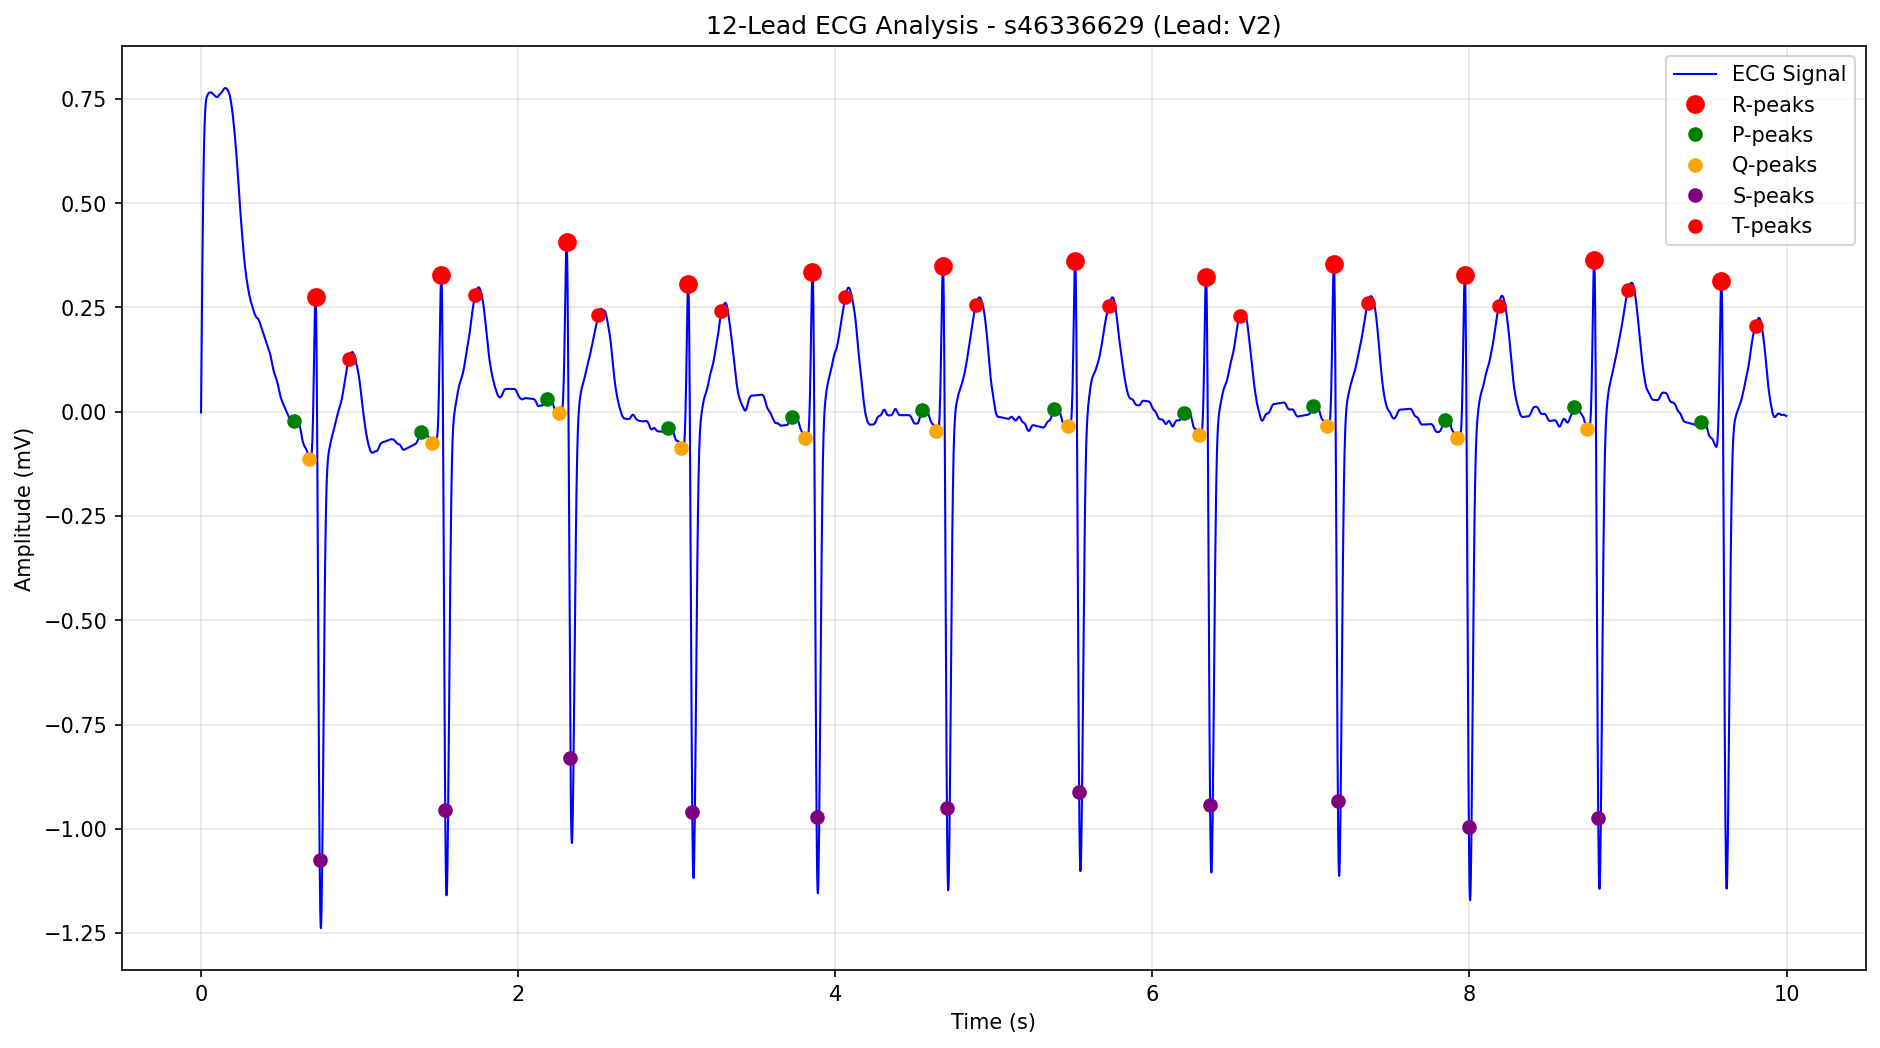 12-Lead ECG Analysis - s46336629 (Lead: V2)
ECG Signal
R-peaks
P-peaks
Q-peaks
S-peaks
T-peaks
Amplitude (mV)
0.75
0.50
0.25
0.00
−0.25
−0.50
−0.75
−1.00
−1.25
0 2 4 6 8 10
Time (s)